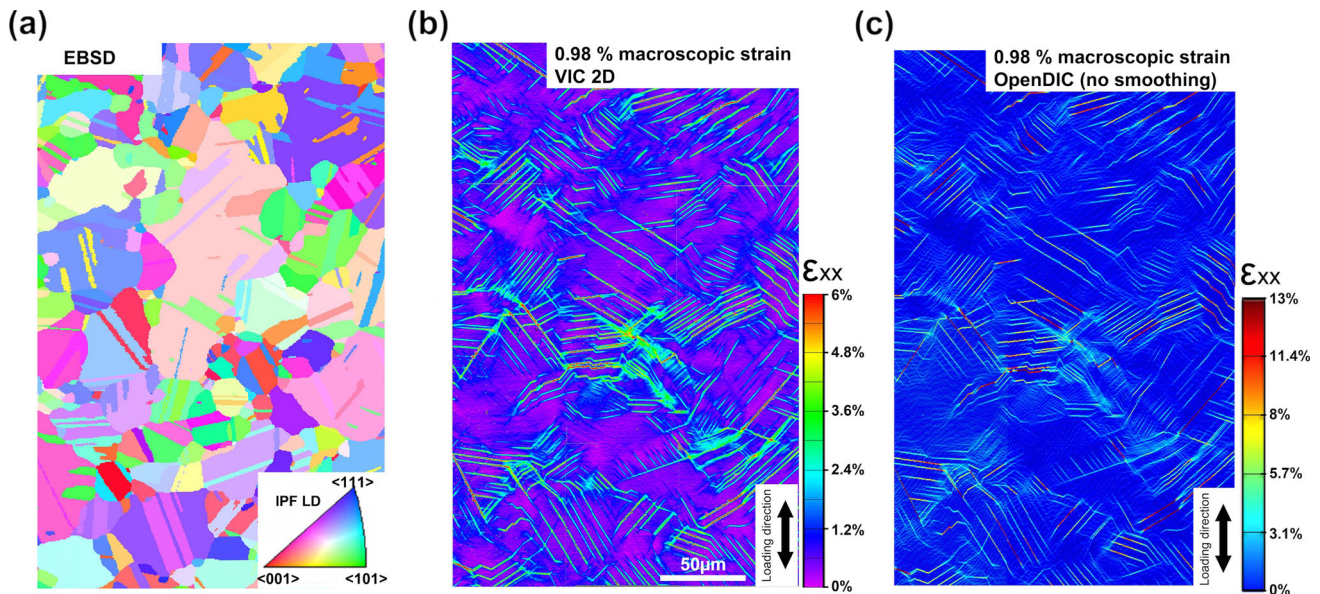 (a)
EBSD
IPF LD
<111>
<001>
<101>
(b)
0.98 % macroscopic strain
VIC 2D
εxx
6%
4.8%
3.6%
2.4%
1.2%
0%
Loading direction
50µm
(c)
0.98 % macroscopic strain
OpenDIC (no smoothing)
εxx
13%
11.4%
8%
5.7%
3.1%
0%
Loading direction